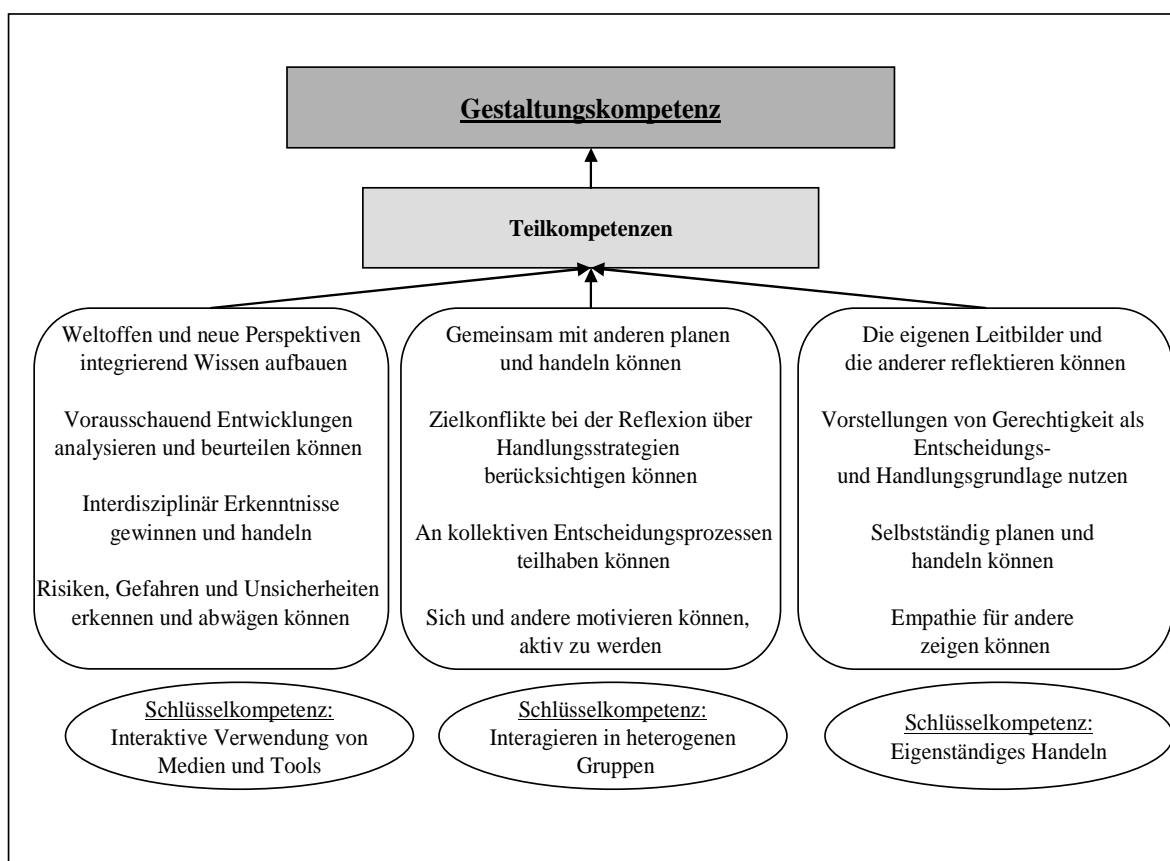 Gestaltungskompetenz
Teilkompetenzen
Weltoffen und neue Perspektiven
integrierend Wissen aufbauen
Vorausschauend Entwicklungen
analysieren und beurteilen können
Interdisziplinär Erkenntnisse
gewinnen und handeln
Risiken, Gefahren und Unsicherheiten
erkennen und abwägen können
Gemeinsam mit anderen planen
und handeln können
Zielkonflikte bei der Reflexion über
Handlungsstrategien
berücksichtigen können
An kollektiven Entscheidungsprozessen
teilhaben können
Sich und andere motivieren können,
aktiv zu werden
Die eigenen Leitbilder und
die anderer reflektieren können
Vorstellungen von Gerechtigkeit als
Entscheidungs-
und Handlungsgrundlage nutzen
Selbstständig planen und
handeln können
Empathie für andere
zeigen können
Schlüsselkompetenz:
Interaktive Verwendung von
Medien und Tools
Schlüsselkompetenz:
Interagieren in heterogenen
Gruppen
Schlüsselkompetenz:
Eigenständiges Handeln